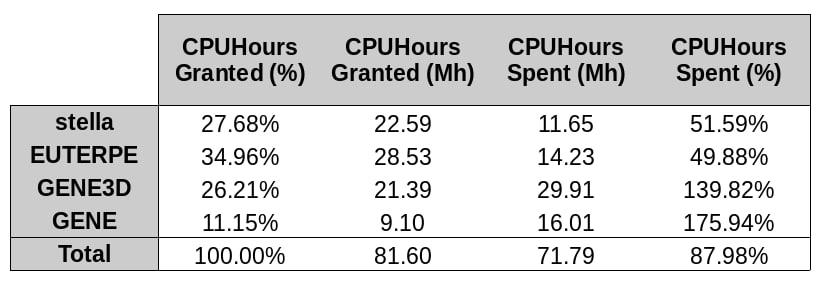 CPUHours Granted (%) CPUHours Granted (Mh) CPUHours Spent (Mh) CPUHours Spent (%)
stella 27.68% 22.59 11.65 51.59%
EUTERPE 34.96% 28.53 14.23 49.88%
GENE3D 26.21% 21.39 29.91 139.82%
GENE 11.15% 9.10 16.01 175.94%
Total 100.00% 81.60 71.79 87.98%